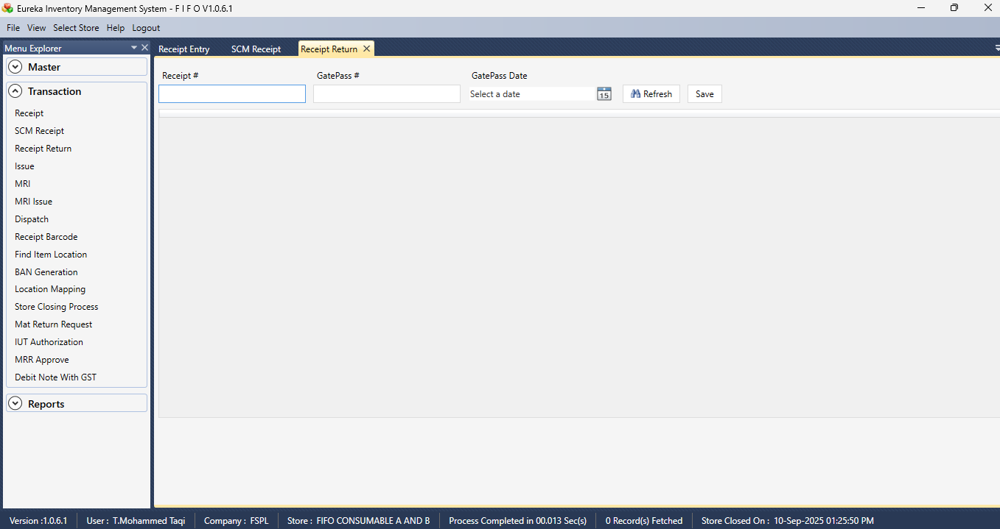 Eureka Inventory Management System - F I F O V1.0.6.1
File View Select Store Help Logout
Menu Explorer
Master
Transaction
Receipt
SCM Receipt
Receipt Return
Issue
MRI
MRI Issue
Dispatch
Receipt Barcode
Find Item Location
BAN Generation
Location Mapping
Store Closing Process
Mat Return Request
IUT Authorization
MRR Approve
Debit Note With GST
Reports
Receipt Entry SCM Receipt Receipt Return
Receipt # GatePass # GatePass Date
Select a date 15 Refresh Save
Version :1.0.6.1 User : T.Mohammed Taqi Company : FSPL Store : FIFO CONSUMABLE A AND B Process Completed in 00.013 Sec(s) 0 Record(s) Fetched Store Closed On : 10-Sep-2025 01:25:50 PM